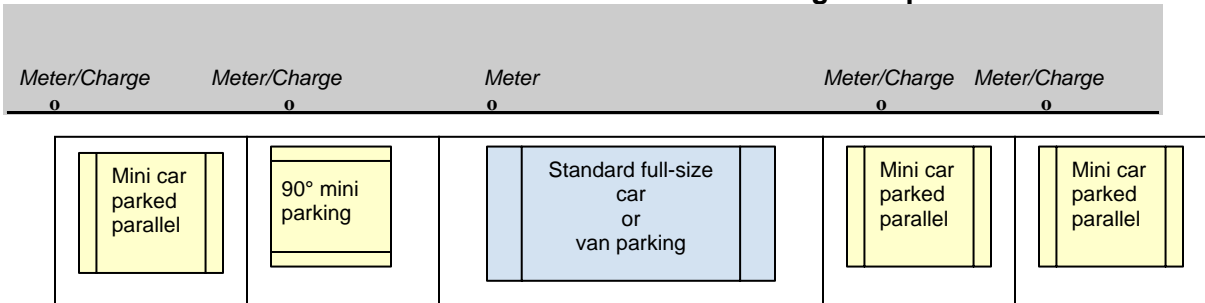 Meter/Charge Meter/Charge Meter Meter/Charge Meter/Charge
o o o o o
Mini car
parked
parallel
90° mini
parking
Standard full-size
car
or
van parking
Mini car
parked
parallel
Mini car
parked
parallel